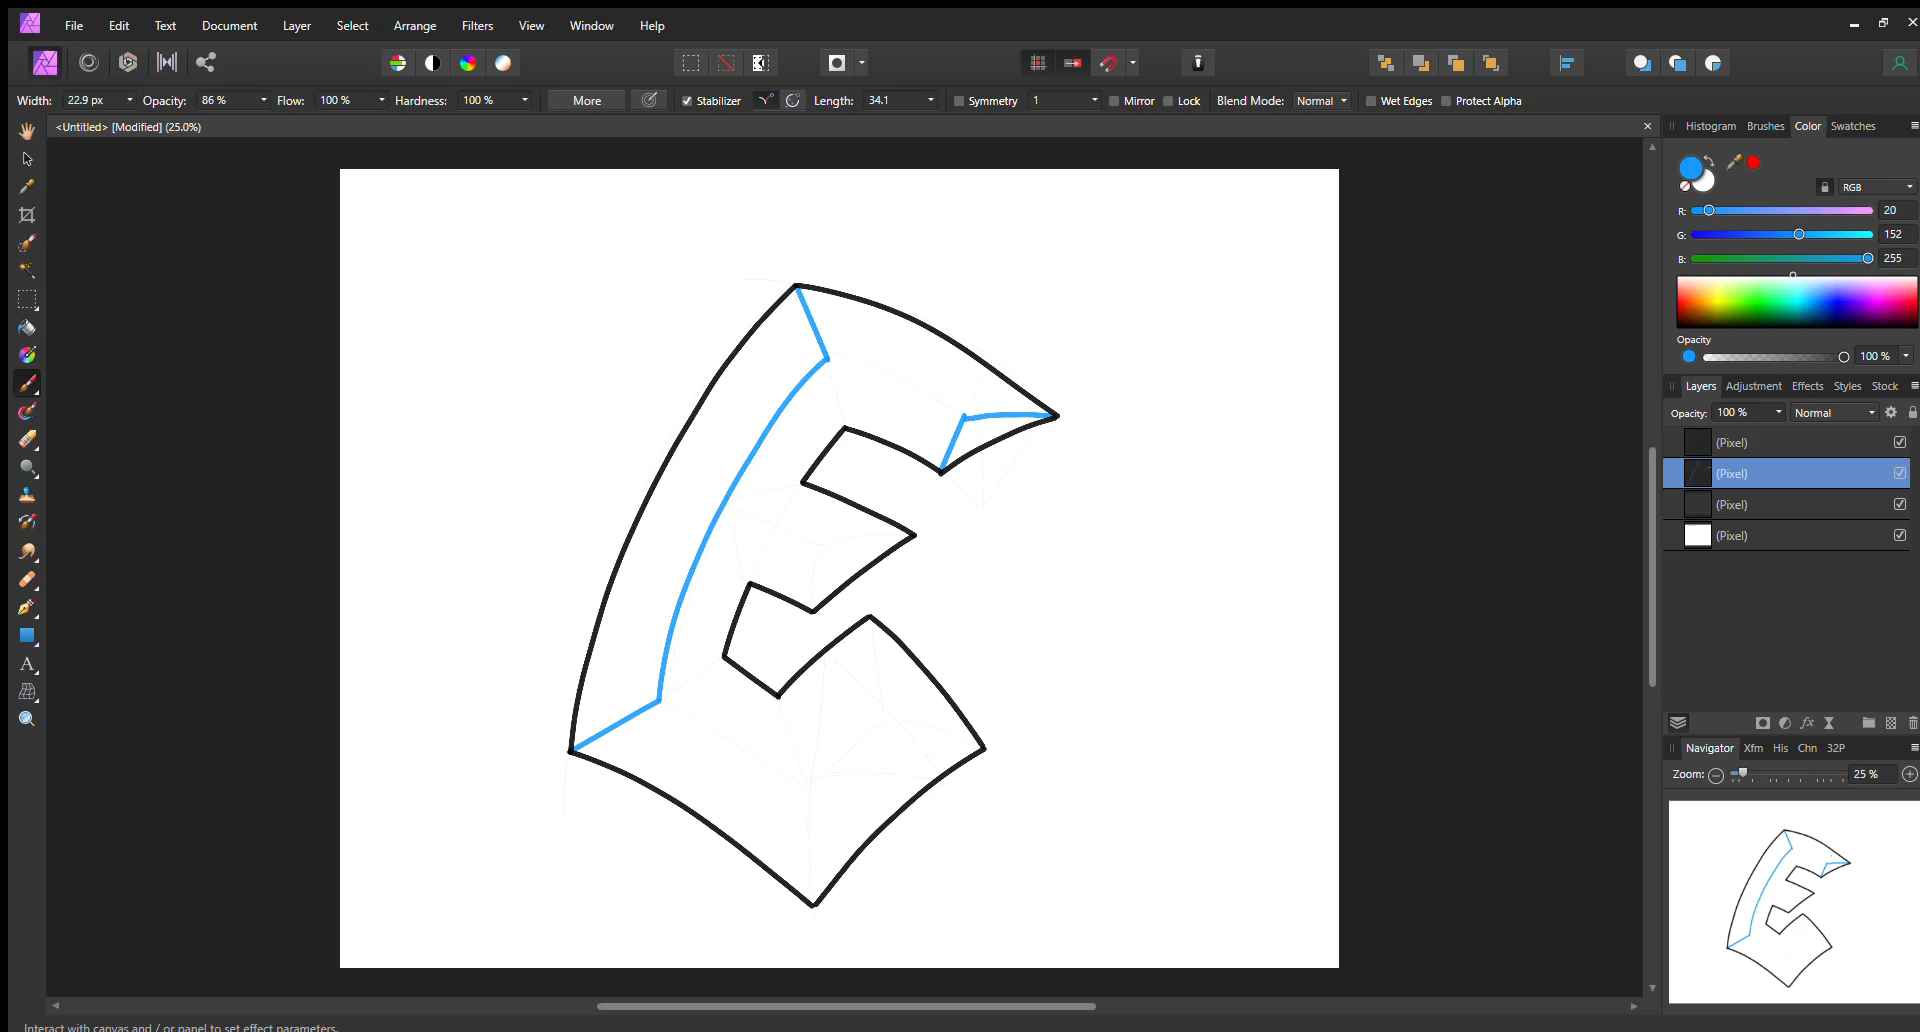 File Edit Text Document Layer Select Arrange Filters View Window Help
Width: 22.9 px Opacity: 86 % Flow: 100 % Hardness: 100 % More Stabilizer Length: 34.1 Symmetry 1 Mirror Lock Blend Mode: Normal Wet Edges Protect Alpha
<Untitled> [Modified] (25.0%)
Histogram Brushes Color Swatches
RGB
R: 20
G: 152
B: 255
Opacity
100 %
Layers Adjustment Effects Styles Stock
Opacity: 100 % Normal
(Pixel)
(Pixel)
(Pixel)
(Pixel)
Navigator Xfm His Chn 32P
Zoom: 25 %
Interact with canvas and / or panel to set effect parameters.